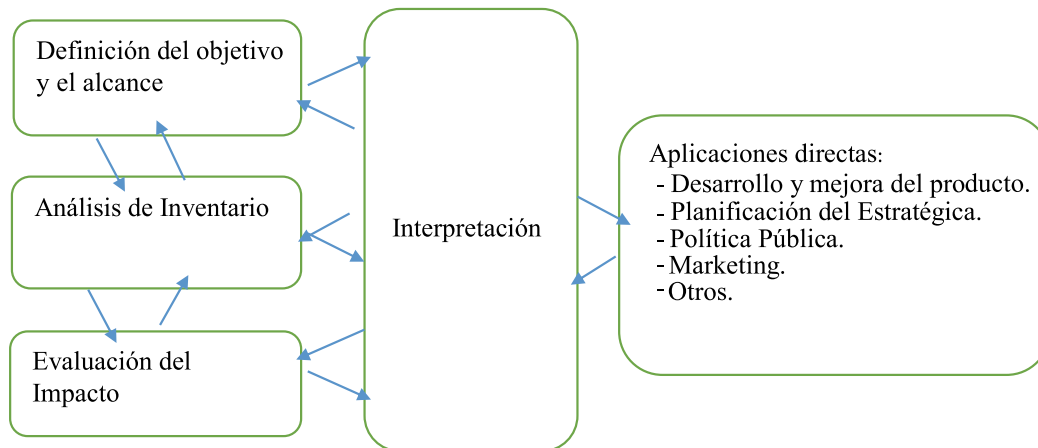 Definición del objetivo
y el alcance
Análisis de Inventario
Evaluación del
Impacto
Interpretación
Aplicaciones directas:
- Desarrollo y mejora del producto.
- Planificación del Estratégica.
- Política Pública.
- Marketing.
- Otros.